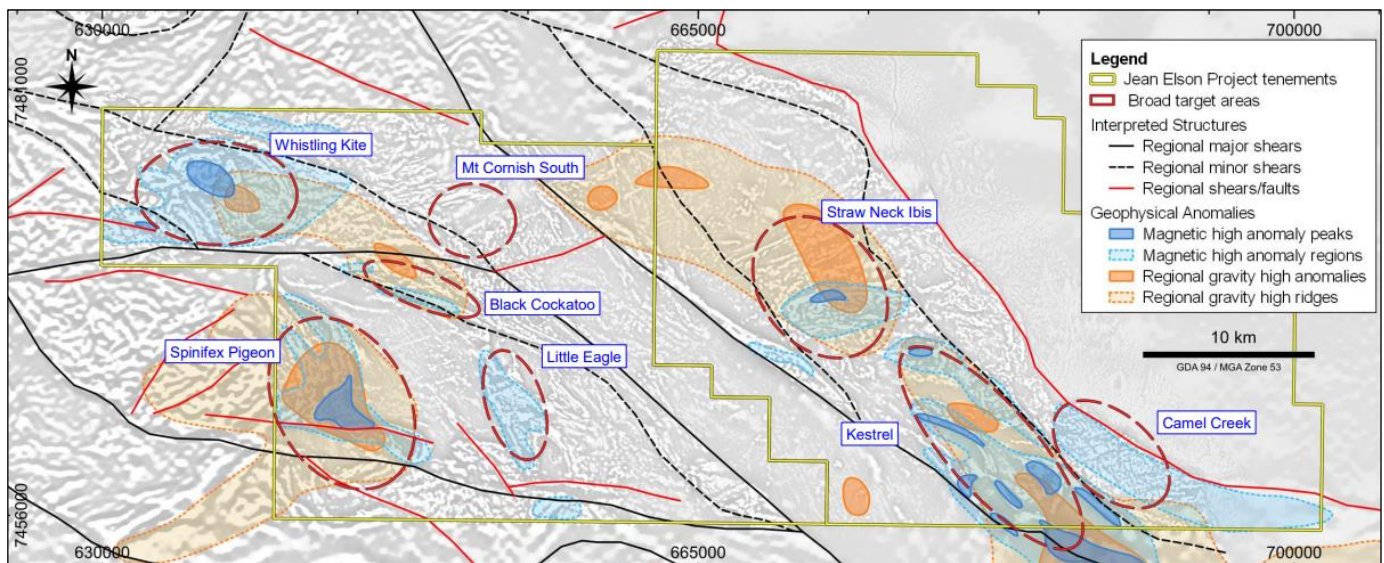 630000
665000
700000
N
7481000
7456000
Whistling Kite
Mt Cornish South
Straw Neck Ibis
Black Cockatoo
Spinifex Pigeon
Little Eagle
Kestrel
Camel Creek
Legend
Jean Elson Project tenements
Broad target areas
Interpreted Structures
Regional major shears
Regional minor shears
Regional shears/faults
Geophysical Anomalies
Magnetic high anomaly peaks
Magnetic high anomaly regions
Regional gravity high anomalies
Regional gravity high ridges
10 km
GDA 94 / MGA Zone 53
630000
665000
700000